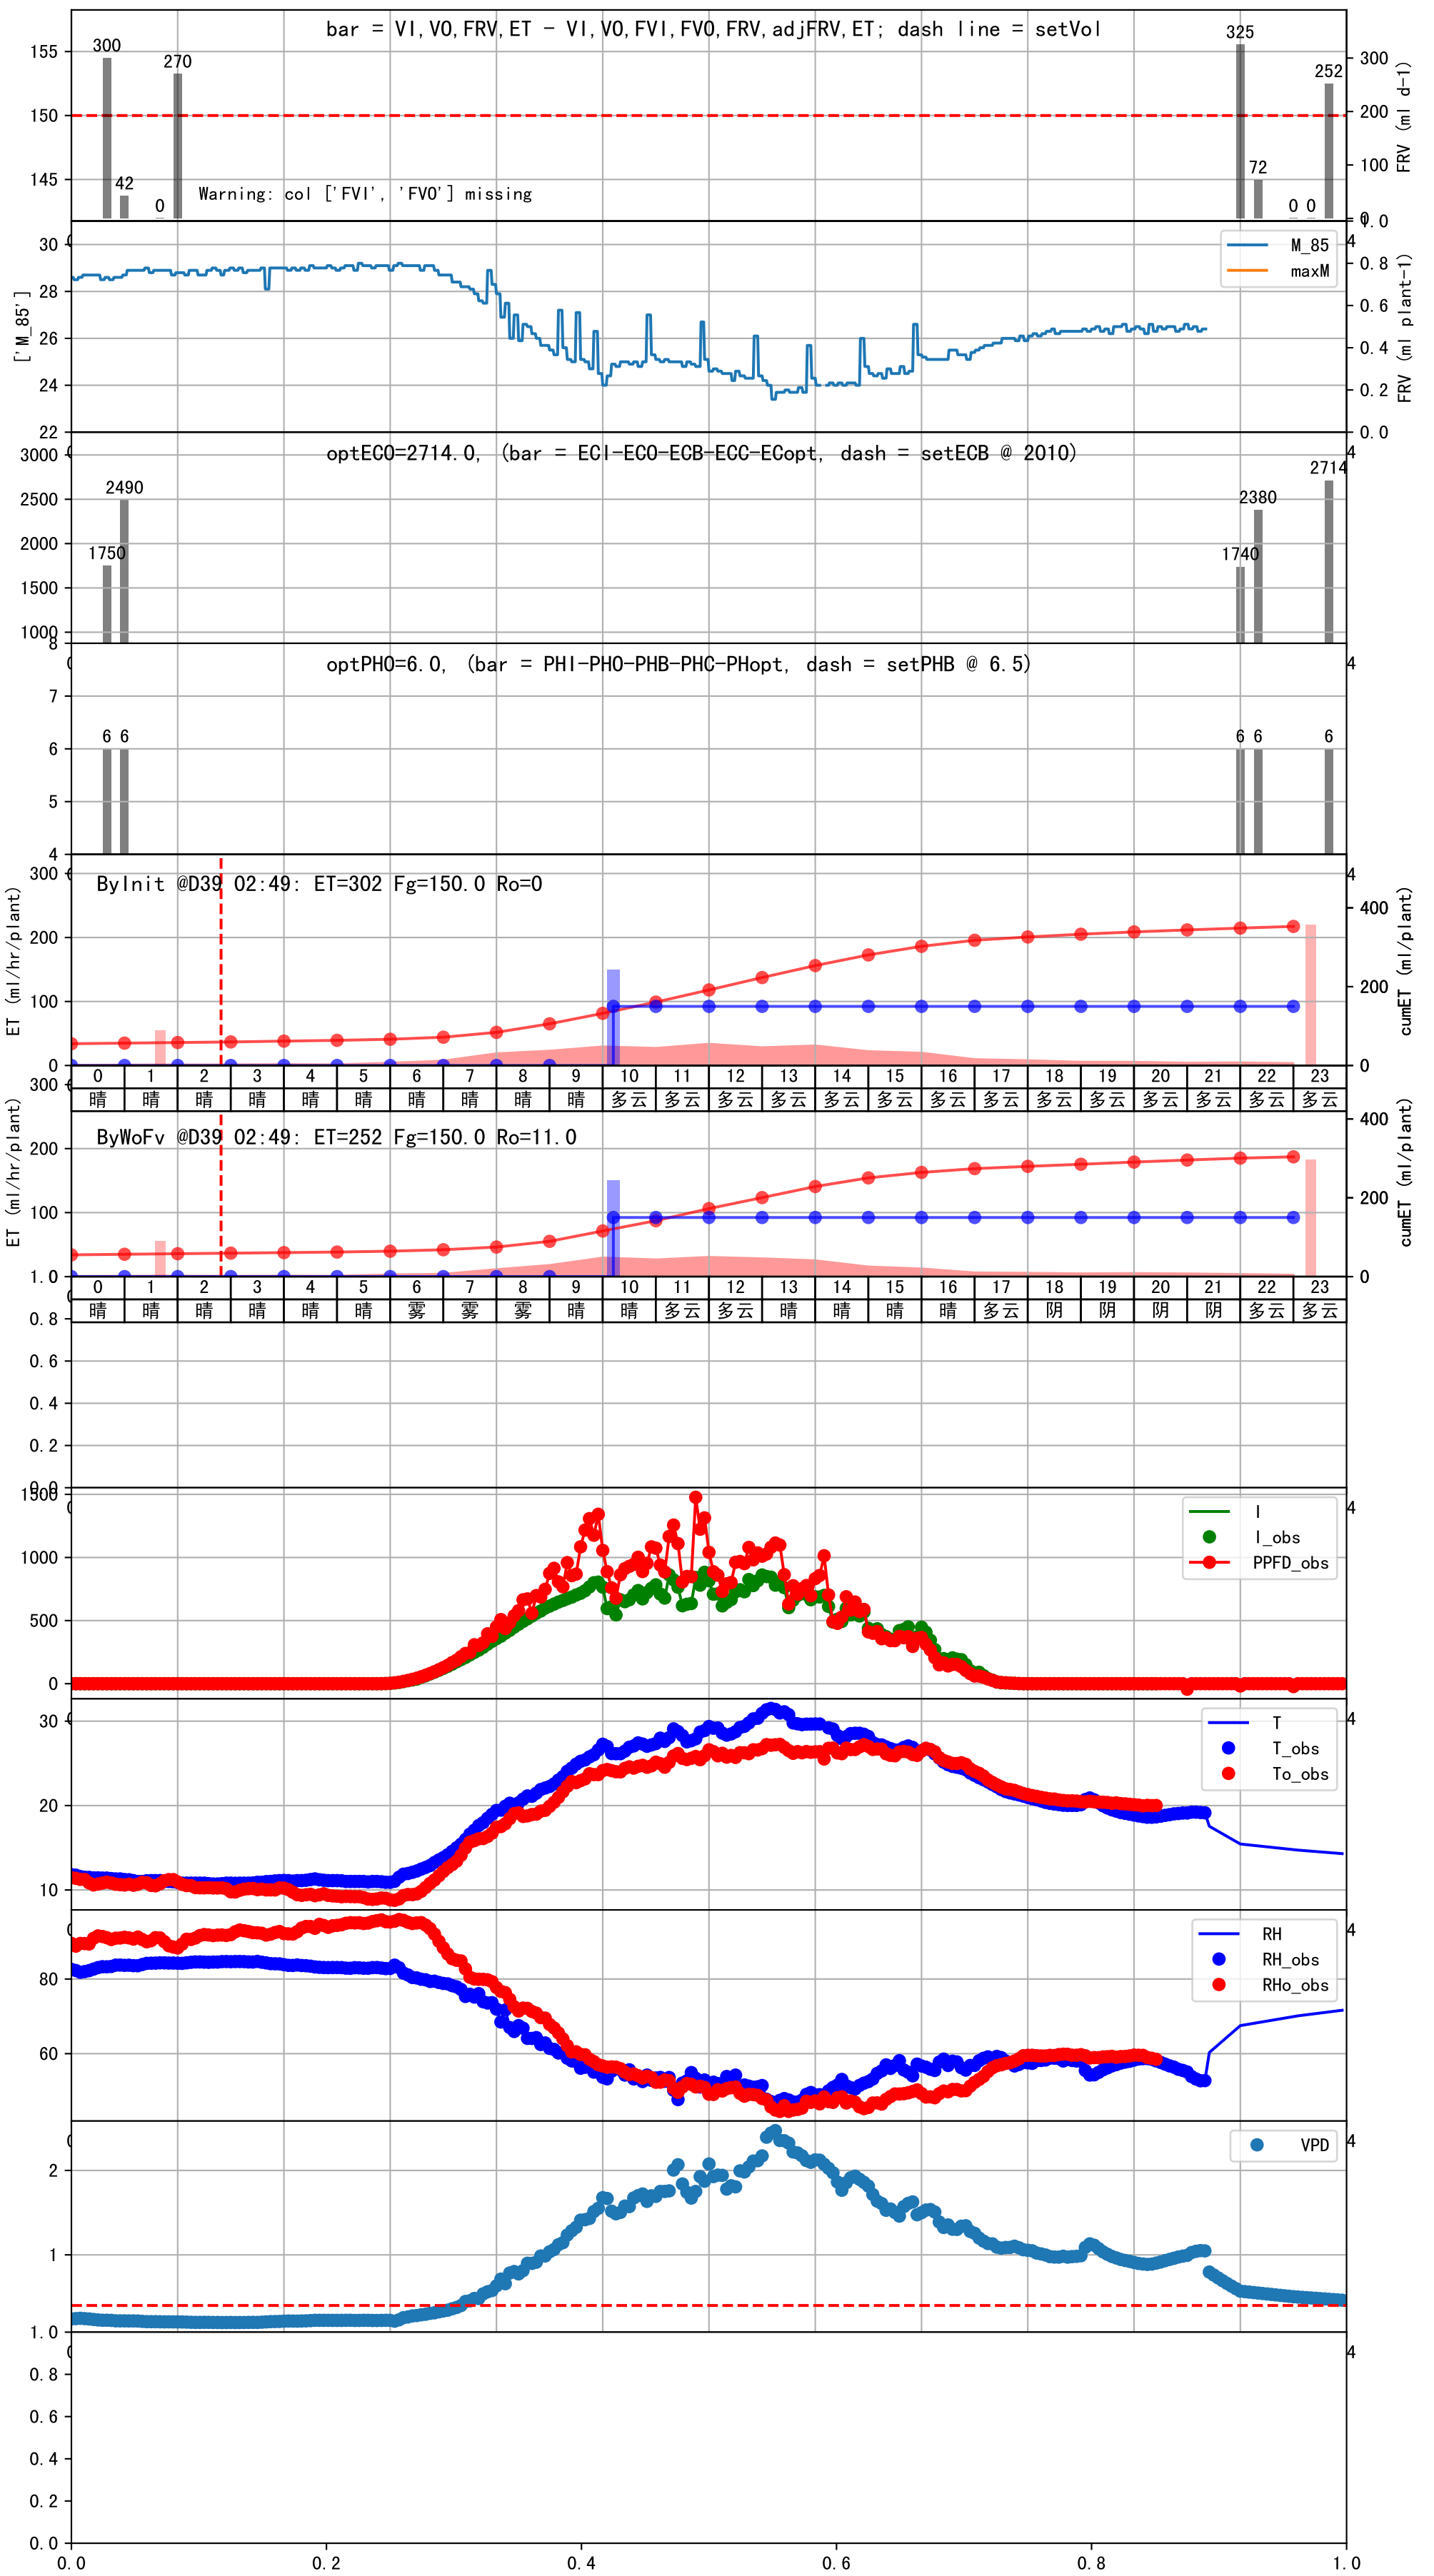 bar = VI,VO,FRV,ET - VI,VO,FVI,FVO,FRV,adjFRV,ET; dash line = setVol
300
42
0
270
325
72
0 0
252
155
150
145
300
200
100
0
FRV (ml d-1)
Warning: col ['FVI', 'FVO'] missing
1.0
M_85
maxM
['M_85']
30
28
26
24
22
0.8
0.6
0.4
0.2
0.0
FRV (ml plant-1)
4
optECO=2714.0, (bar = ECI-ECO-ECB-ECC-ECopt, dash = setECB @ 2010)
3000
2500
2000
1500
1000
1750
2490
1740
2380
2714
4
optPHO=6.0, (bar = PHI-PHO-PHB-PHC-PHopt, dash = setPHB @ 6.5)
8
7
6
5
4
6 6
6 6
6
4
ByInit @D39 02:49: ET=302 Fg=150.0 Ro=0
ET (ml/hr/plant)
300
200
100
0
400
200
0
cumET (ml/plant)
4
0 1 2 3 4 5 6 7 8 9 10 11 12 13 14 15 16 17 18 19 20 21 22 23
晴 晴 晴 晴 晴 晴 晴 晴 晴 晴 多云 多云 多云 多云 多云 多云 多云 多云 多云 多云 多云 多云 多云 多云
ByWoFv @D39 02:49: ET=252 Fg=150.0 Ro=11.0
ET (ml/hr/plant)
300
200
100
400
200
0
cumET (ml/plant)
0 1 2 3 4 5 6 7 8 9 10 11 12 13 14 15 16 17 18 19 20 21 22 23
晴 晴 晴 晴 晴 晴 雾 雾 雾 晴 晴 多云 多云 晴 晴 晴 晴 多云 阴 阴 阴 阴 多云 多云
1.0
0.8
0.6
0.4
0.2
0.0
1500
1000
500
0
I
I_obs
PPFD_obs
4
30
20
10
T
T_obs
To_obs
4
80
60
RH
RH_obs
RHo_obs
4
2
1
VPD
4
1.0
0.8
0.6
0.4
0.2
0.0
4
0.0 0.2 0.4 0.6 0.8 1.0